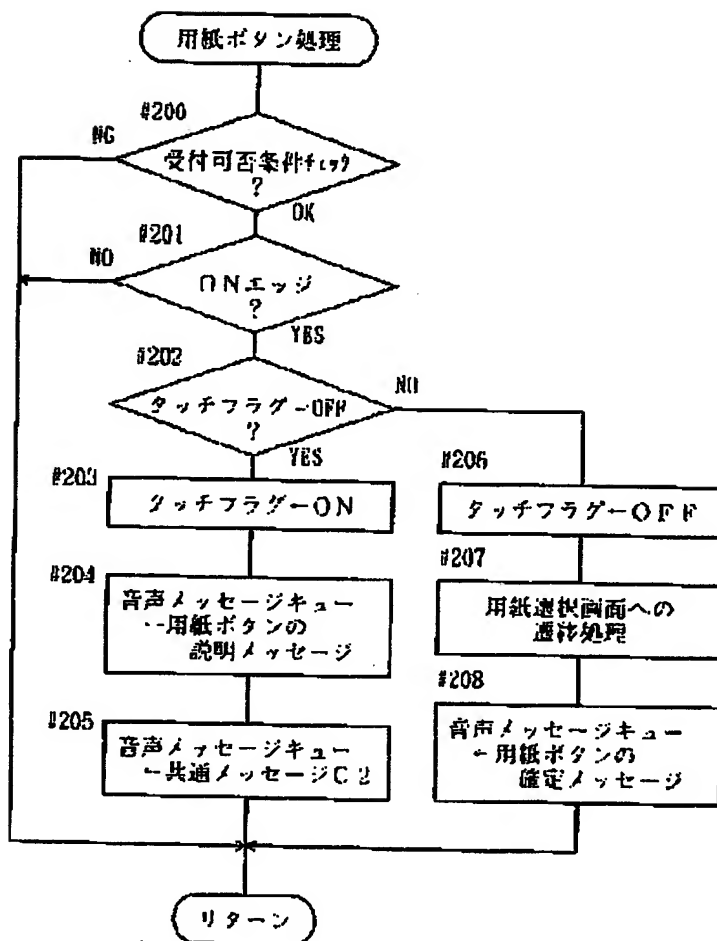 用紙ボタン処理
#200
NG
受付可否条件チェック
?
OK
#201
NO
ONエッジ
?
YES
#202
NO
タッチフラグ←OFF
?
YES
#203
タッチフラグ←ON
#204
音声メッセージキュー
←用紙ボタンの
説明メッセージ
#205
音声メッセージキュー
←共通メッセージC2
#206
タッチフラグ←OFF
#207
用紙選択画面への
遷移処理
#208
音声メッセージキュー
←用紙ボタンの
確定メッセージ
リターン